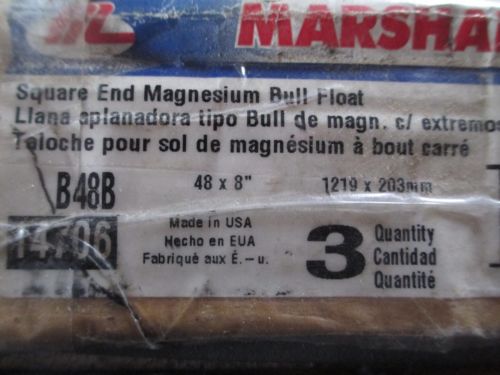 MARSHA
Square End Magnesium Bull Float
Llana aplanadora tipo Bull de magn. c/ extremos
Taloche pour sol de magnésium à bout carré
B48B 48 x 8" 1219 x 203mm
14706
Made in USA
Hecho en EUA
Fabriqué aux É.-u.
3
Quantity
Cantidad
Quantité